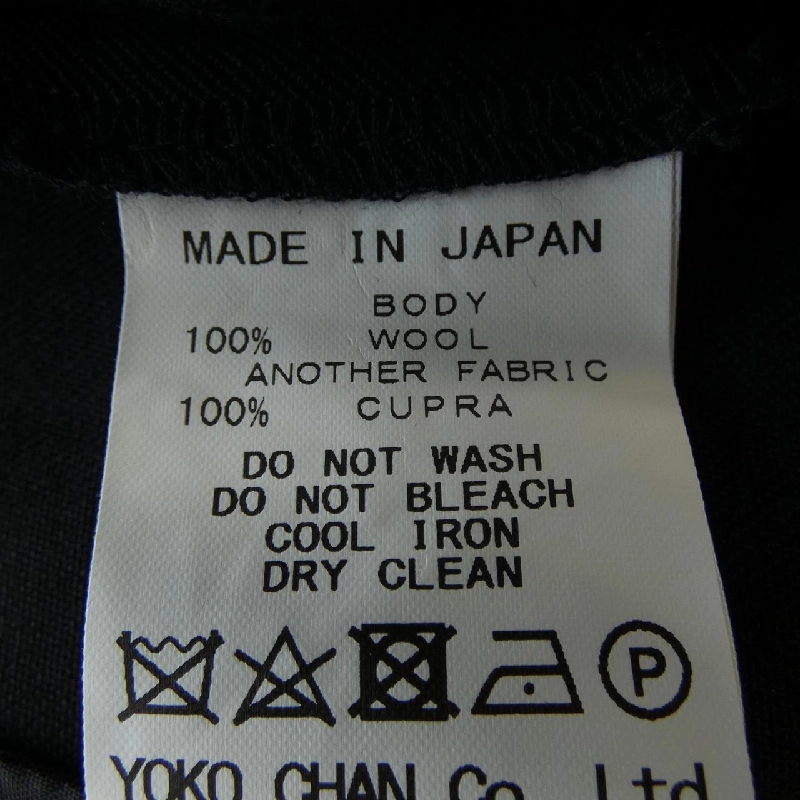 MADE IN JAPAN
BODY
100% WOOL
ANOTHER FABRIC
100% CUPRA
DO NOT WASH
DO NOT BLEACH
COOL IRON
DRY CLEAN
P
YOKO CHAN Co. Ltd